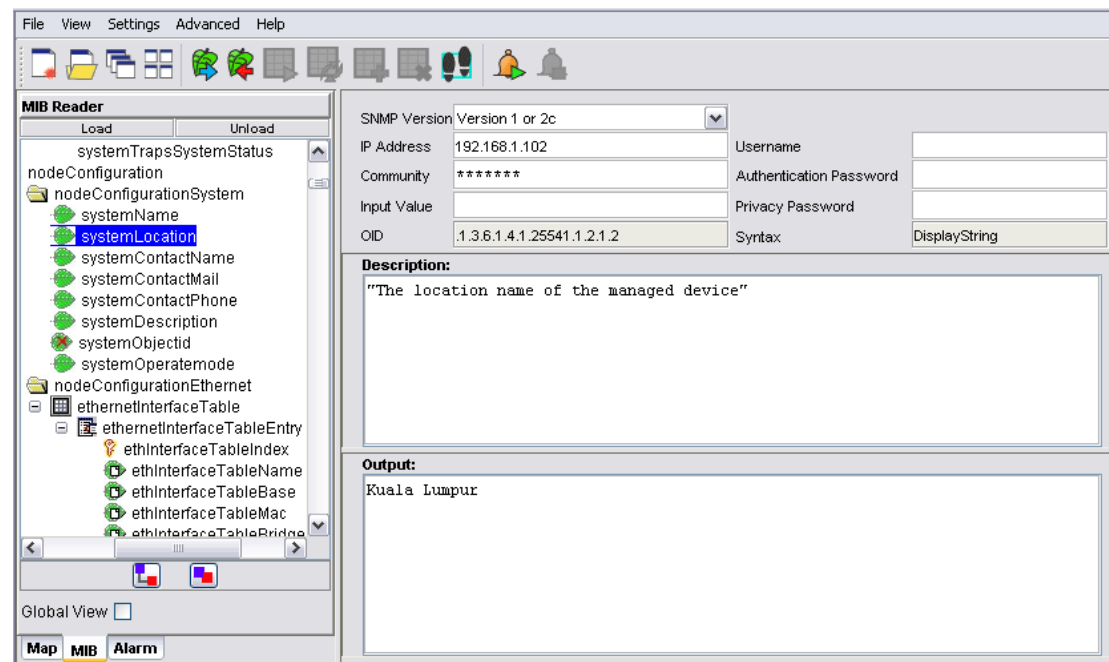 File View Settings Advanced Help
MIB Reader
Load Unload
systemTrapsSystemStatus
nodeConfiguration
nodeConfigurationSystem
systemName
systemLocation
systemContactName
systemContactMail
systemContactPhone
systemDescription
systemObjectid
systemOperatemode
nodeConfigurationEthernet
ethernetInterfaceTable
ethernetInterfaceTableEntry
ethInterfaceTableIndex
ethInterfaceTableName
ethInterfaceTableBase
ethInterfaceTableMac
ethInterfaceTableBridge
Global View
Map MIB Alarm
SNMP Version Version 1 or 2c
IP Address 192.168.1.102 Username
Community ******* Authentication Password
Input Value Privacy Password
OID .1.3.6.1.4.1.25541.1.2.1.2 Syntax DisplayString
Description:
"The location name of the managed device"
Output:
Kuala Lumpur